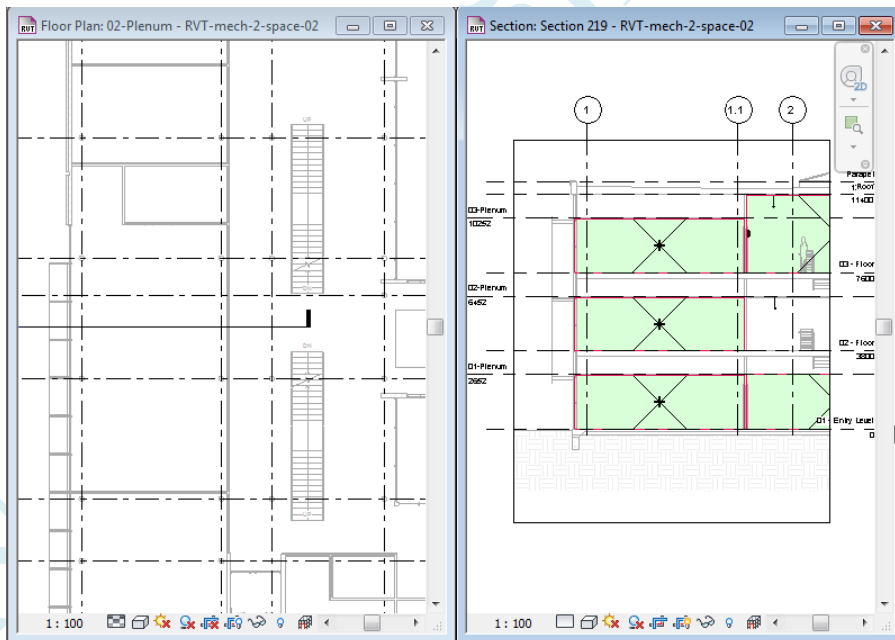 RVT
Floor Plan: 02-Plenum - RVT-mech-2-space-02
UP
DN
DN
UP
1 : 100
RVT
Section: Section 219 - RVT-mech-2-space-02
2D
1
1.1
2
Parapet
1:Roof
11400
03-Plenum
10252
03 - Floor
7600
02-Plenum
6452
02 - Floor
3800
01-Plenum
2652
01 - Entry Level
0
1 : 100